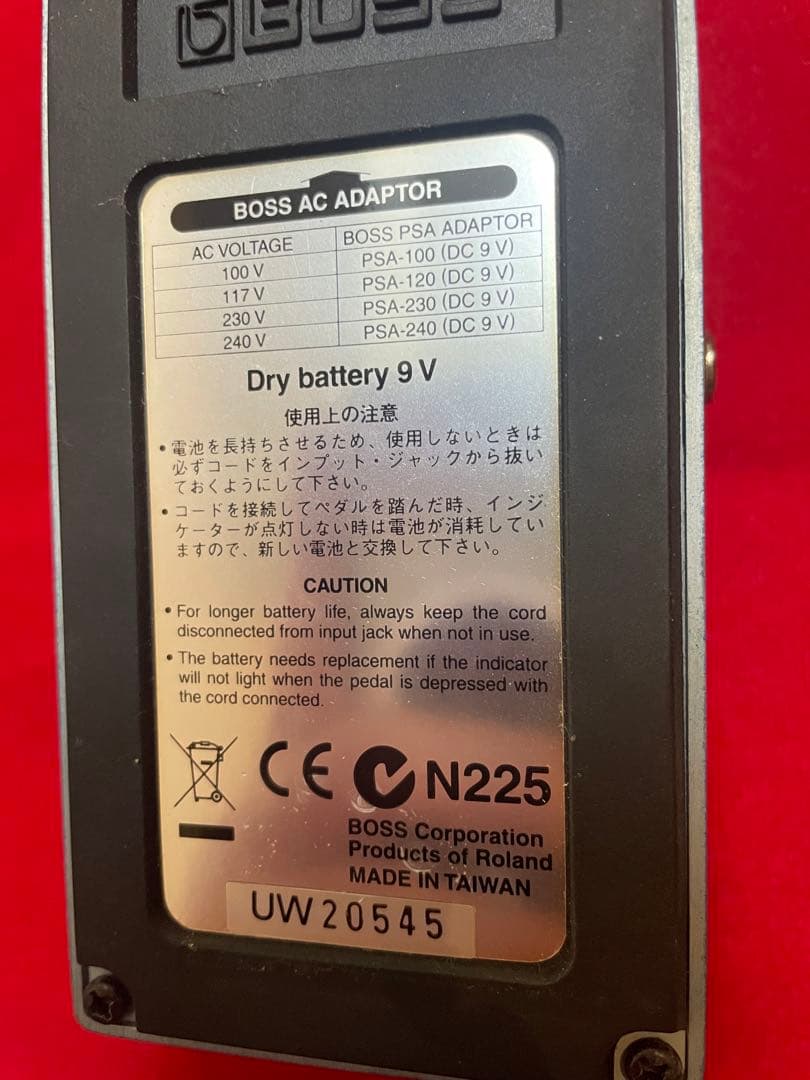 BOSS
BOSS AC ADAPTOR
AC VOLTAGE BOSS PSA ADAPTOR
100 V PSA-100 (DC 9 V)
117 V PSA-120 (DC 9 V)
230 V PSA-230 (DC 9 V)
240 V PSA-240 (DC 9 V)
Dry battery 9 V
使用上の注意
• 電池を長持ちさせるため、使用しないときは
必ずコードをインプット・ジャックから抜い
ておくようにして下さい。
• コードを接続してペダルを踏んだ時、インジ
ケーターが点灯しない時は電池が消耗してい
ますので、新しい電池と交換して下さい。
CAUTION
• For longer battery life, always keep the cord
disconnected from input jack when not in use.
• The battery needs replacement if the indicator
will not light when the pedal is depressed with
the cord connected.
CE N225
BOSS Corporation
Products of Roland
MADE IN TAIWAN
UW20545